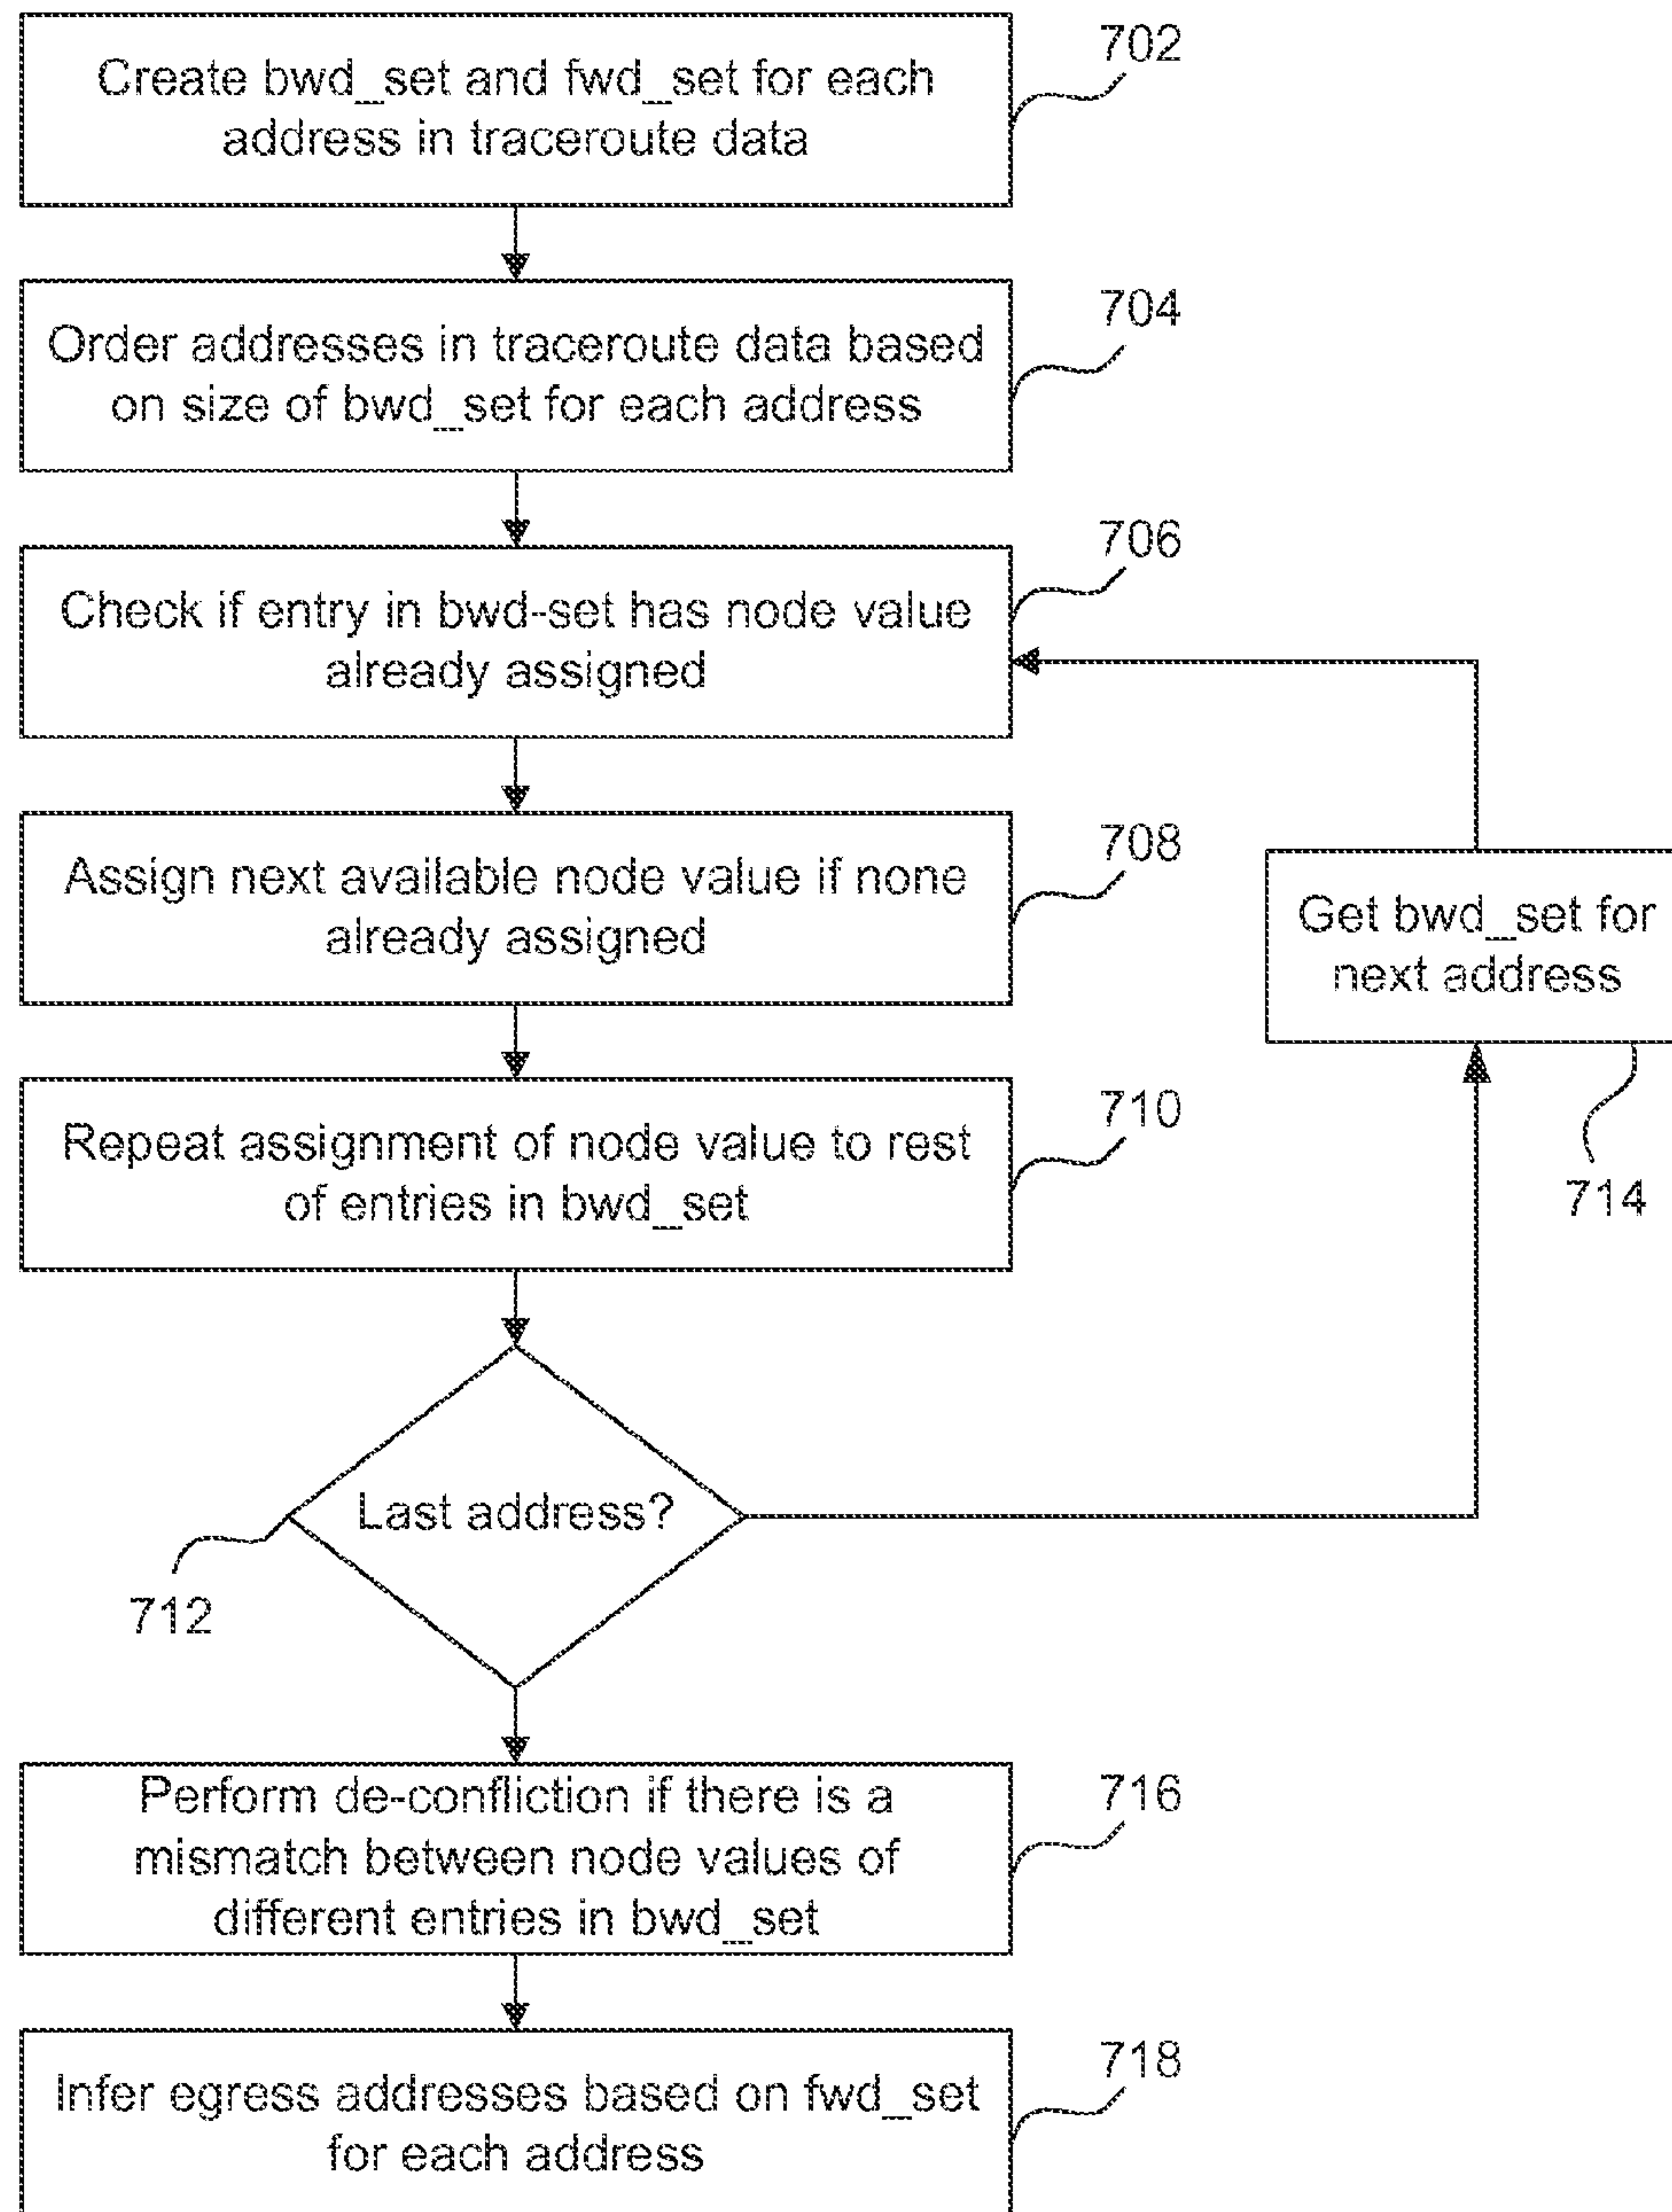 Create bwd_set and fwd_set for each
address in traceroute data
702
Order addresses in traceroute data based
on size of bwd_set for each address
704
Check if entry in bwd-set has node value
already assigned
706
Assign next available node value if none
already assigned
708
Get bwd_set for
next address
714
Repeat assignment of node value to rest
of entries in bwd_set
710
Last address?
712
Perform de-confliction if there is a
mismatch between node values of
different entries in bwd_set
716
Infer egress addresses based on fwd_set
for each address
718